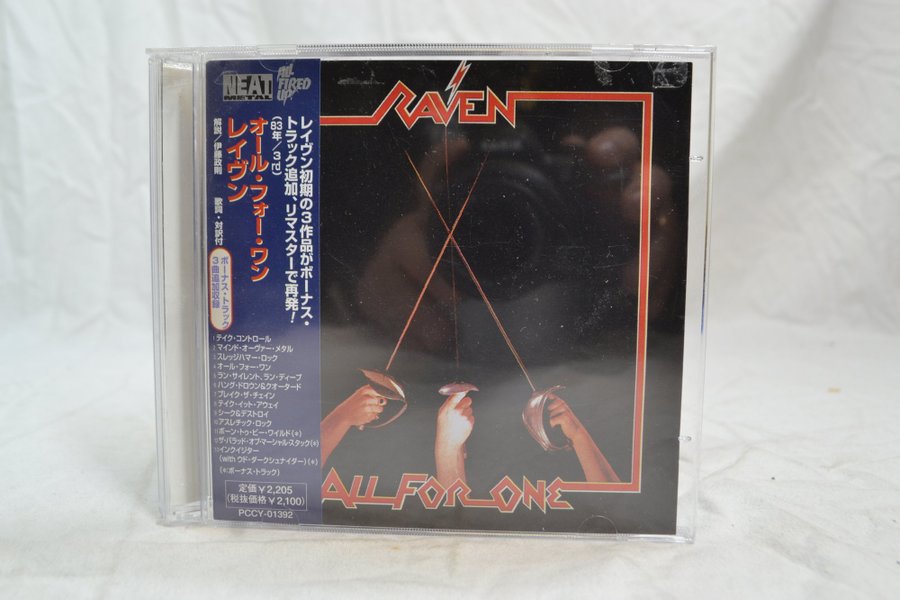 NEAT
METAL
ALL
FIRED
UP
RAVEN
レイヴン初期の3作品がボーナス・
トラック追加、リマスターで再発!
(83年/3rd)
オール・フォー・ワン
レイヴン
解説/伊藤政則 歌詞・対訳付
ボーナス・トラック
3曲追加収録
1.テイク・コントロール
2.マインド・オーヴァー・メタル
3.スレッジハマー・ロック
4.オール・フォー・ワン
5.ラン・サイレント、ラン・ディープ
6.ハング・ドロウン&クオータード
7.ブレイク・ザ・チェイン
8.テイク・イット・アウェイ
9.シーク&デストロイ
10.アスレチック・ロック
11.ボーン・トゥ・ビー・ワイルド(*)
12.ザ・バラッド・オブ・マーシャル・スタック(*)
13.インクイジター
(with ウド・ダークシュナイダー)(*)
(*:ボーナス・トラック)
定価¥2,205
(税抜価格¥2,100)
PCCY-01392
ALL FOR ONE